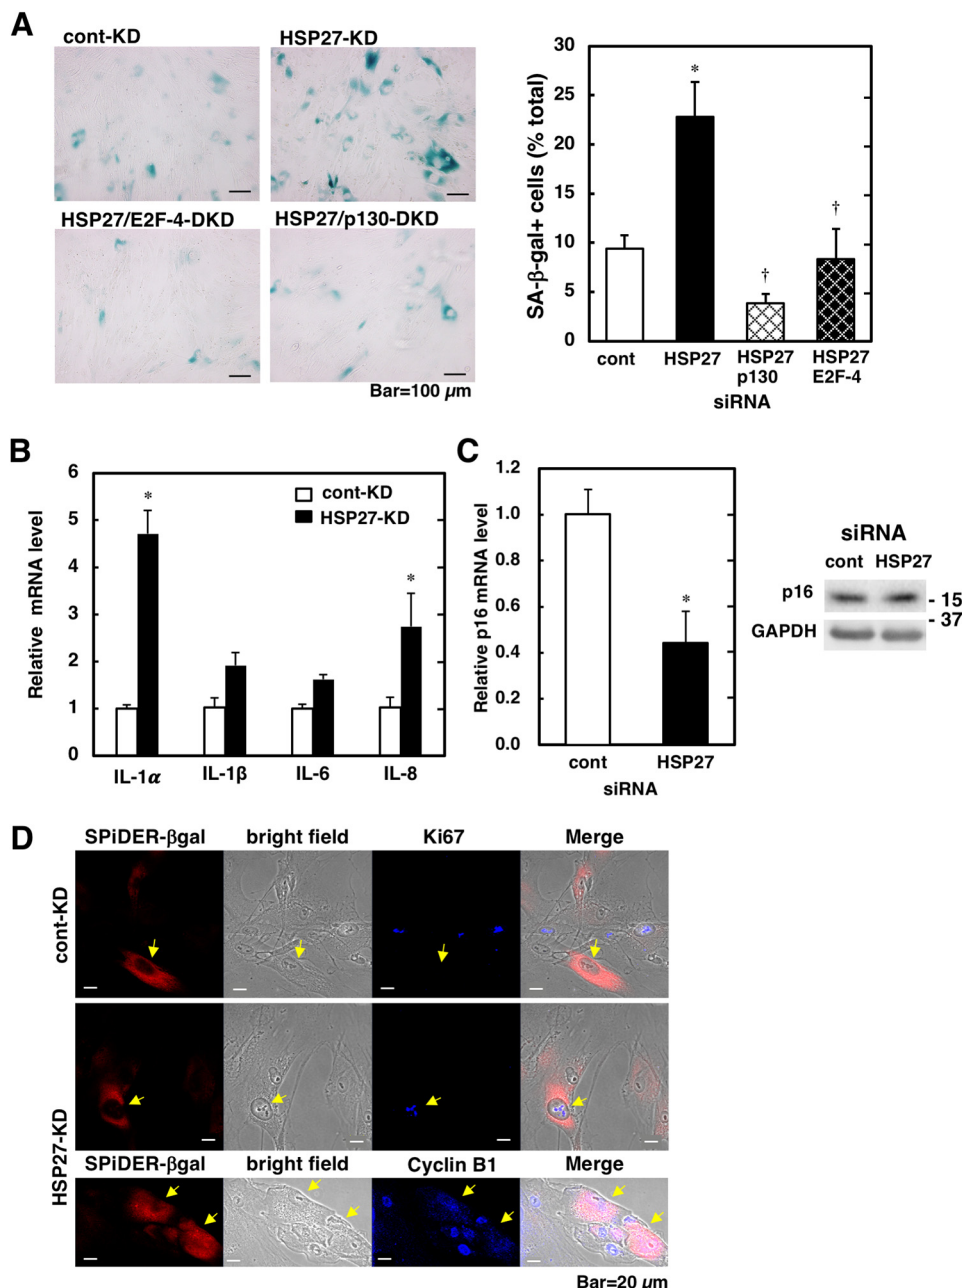 A
cont-KD
HSP27-KD
HSP27/E2F-4-DKD
HSP27/p130-DKD
Bar=100 µm
SA-β-gal+ cells (% total)
30
25
20
15
10
5
0
*
†
†
cont
HSP27
HSP27
p130
HSP27
E2F-4
siRNA
B
Relative mRNA level
6
5
4
3
2
1
0
cont-KD
HSP27-KD
*
*
IL-1α
IL-1β
IL-6
IL-8
C
Relative p16 mRNA level
1.2
1.0
0.8
0.6
0.4
0.2
0.0
*
cont
HSP27
siRNA
siRNA
cont HSP27
p16
- 15
- 37
GAPDH
D
SPiDER-βgal
bright field
Ki67
Merge
cont-KD
HSP27-KD
SPiDER-βgal
bright field
Cyclin B1
Merge
Bar=20 µm